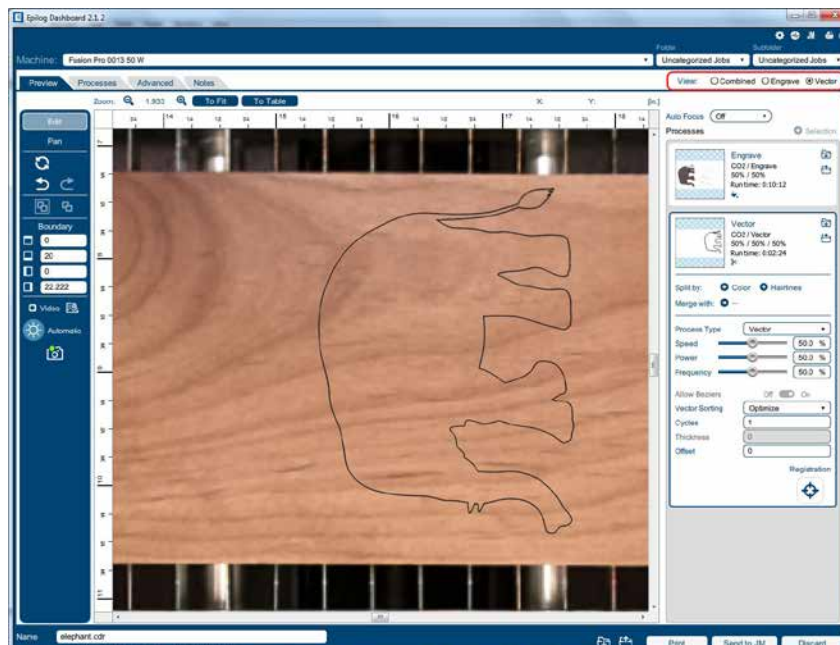 Epilog Dashboard 2.1.2
Machine: Fusion Pro 0013 50 W
Folder
Uncategorized Jobs
Subfolder
Uncategorized Jobs
Preview Processes Advanced Notes
View: Combined Engrave Vector
Zoom: 1.933 To Fit To Table X: Y: [in.]
Edit
Pan
Boundary
0
20
0
22.222
Video
Automatic
14 15 16 17 18
Auto Focus Off
Processes Selection
Engrave
CO2 / Engrave
50% / 50%
Run time: 0:10:12
Vector
CO2 / Vector
50% / 50% / 50%
Run time: 0:02:24
Split by: Color Hairlines
Merge with: --
Process Type Vector
Speed 50.0 %
Power 50.0 %
Frequency 50.0 %
Allow Beziers Off On
Vector Sorting Optimize
Cycles 1
Thickness 0
Offset 0
Registration
Name elephant.cdr
Print Send to JM Discard